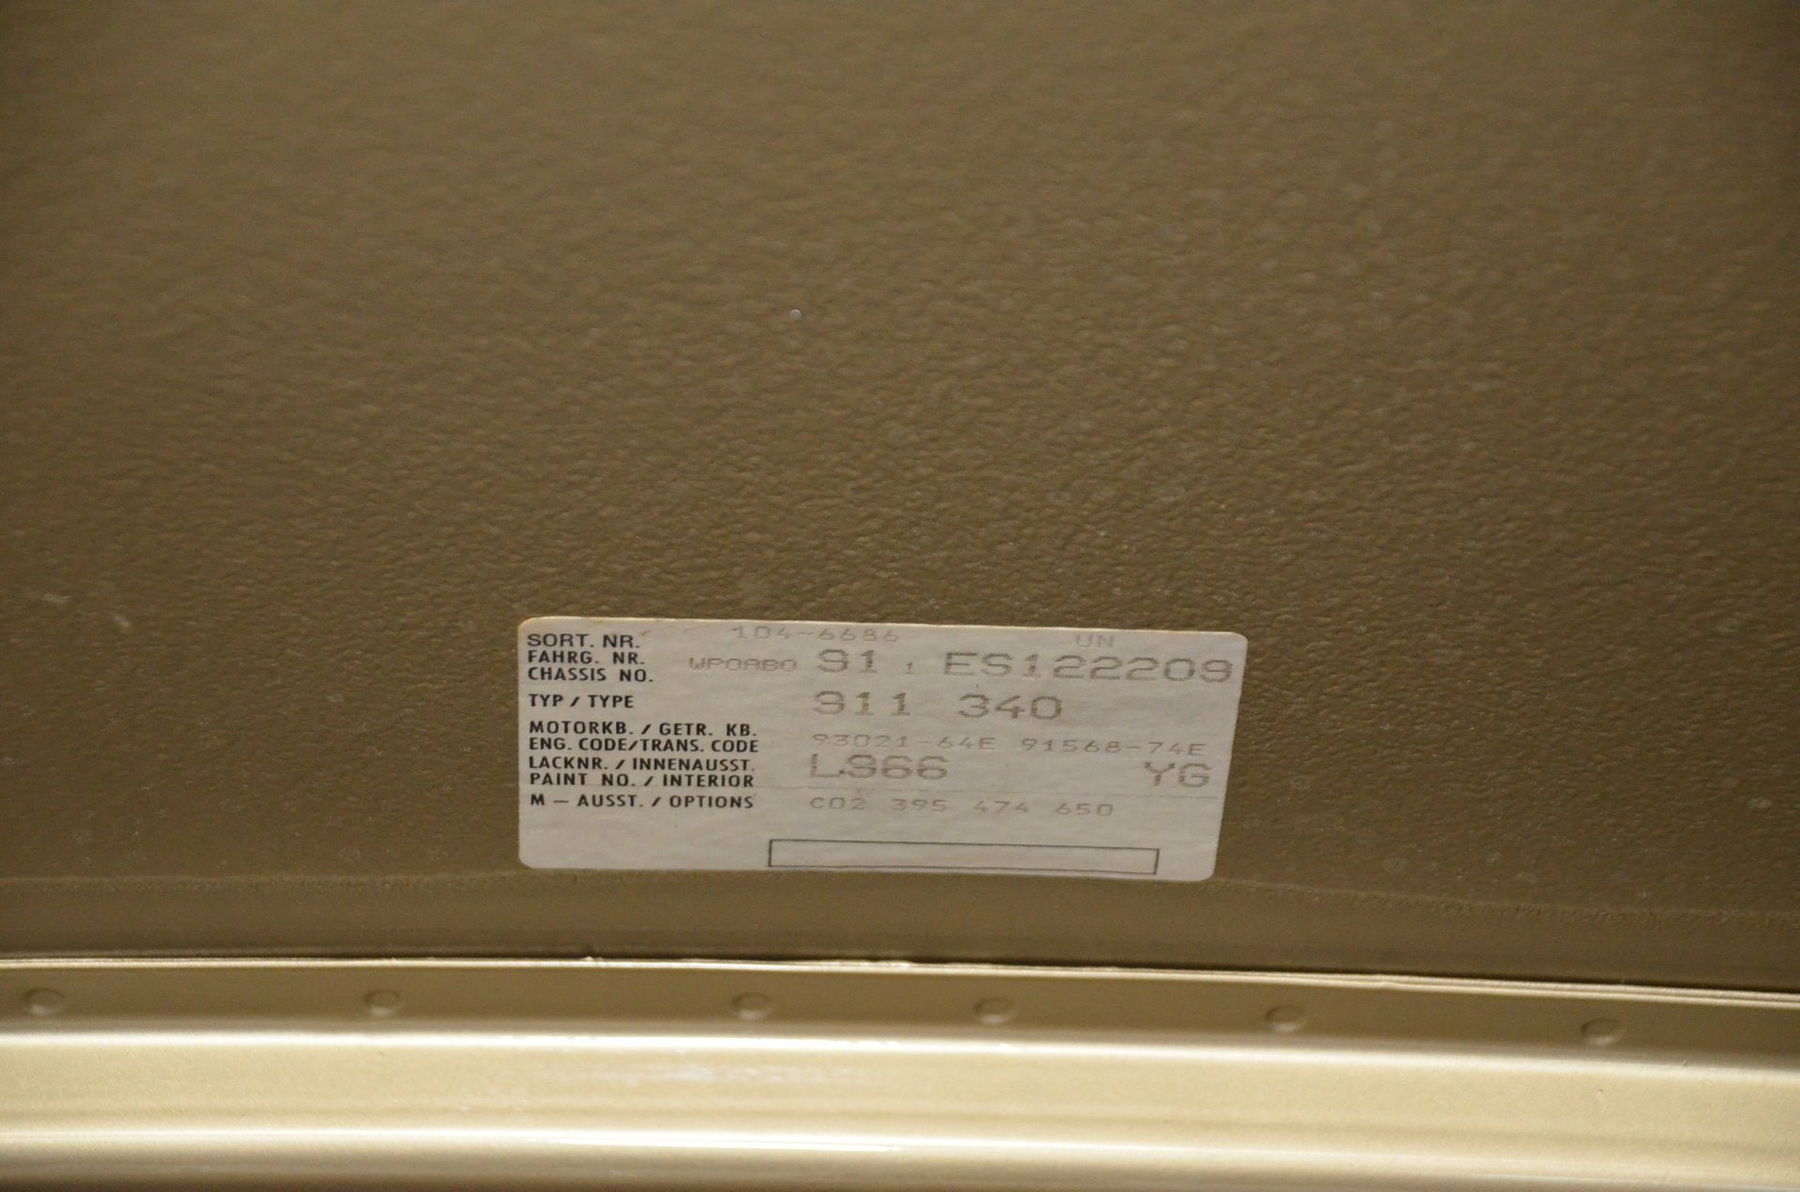 SORT. NR. 104-6686 UN
FAHRG. NR.
CHASSIS NO. WPOAB0 91 1 ES122209
TYP / TYPE 911 340
MOTORKB. / GETR. KB.
ENG. CODE/TRANS. CODE 93021-64E 91568-74E
LACKNR. / INNENAUSST. L966 YG
PAINT NO. / INTERIOR
M – AUSST. / OPTIONS C02 395 474 650